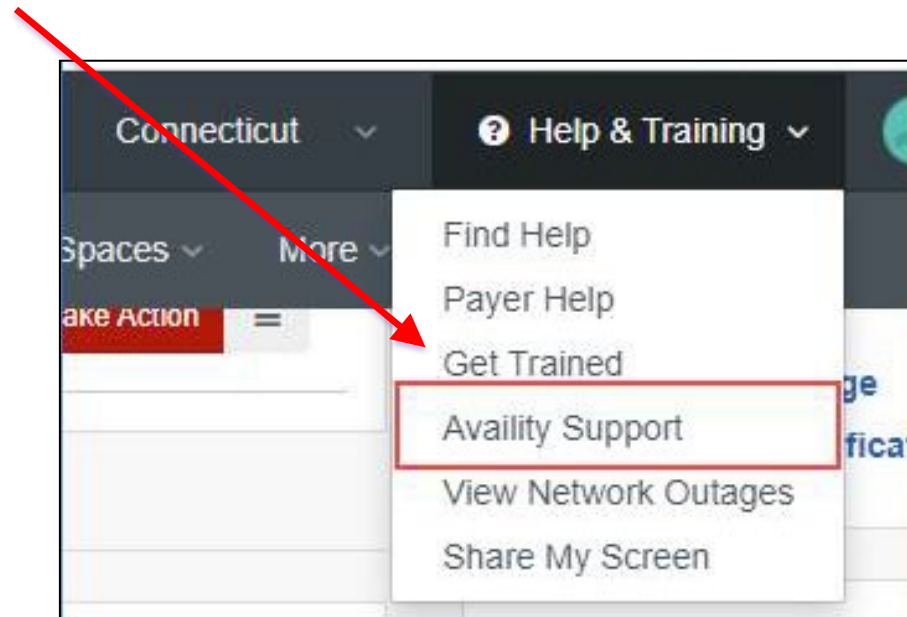 Connecticut
Help & Training
Spaces
More
ake Action
Find Help
Payer Help
Get Trained
Availity Support
View Network Outages
Share My Screen
ge
fica